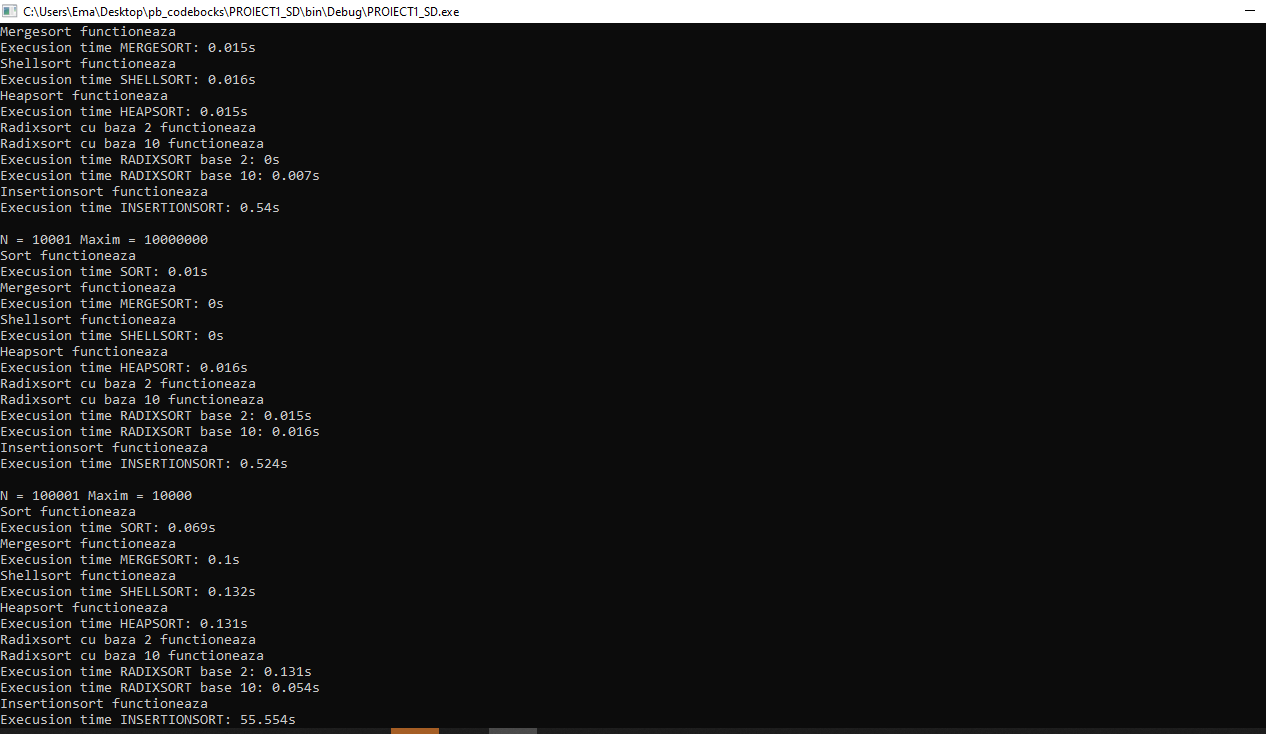 C:\Users\Ema\Desktop\pb_codebocks\PROIECT1_SD\bin\Debug\PROIECT1_SD.exe
Mergesort functioneaza
Execusion time MERGESORT: 0.015s
Shellsort functioneaza
Execusion time SHELLSORT: 0.016s
Heapsort functioneaza
Execusion time HEAPSORT: 0.015s
Radixsort cu baza 2 functioneaza
Radixsort cu baza 10 functioneaza
Execusion time RADIXSORT base 2: 0s
Execusion time RADIXSORT base 10: 0.007s
Insertionsort functioneaza
Execusion time INSERTIONSORT: 0.54s
N = 10001 Maxim = 10000000
Sort functioneaza
Execusion time SORT: 0.01s
Mergesort functioneaza
Execusion time MERGESORT: 0s
Shellsort functioneaza
Execusion time SHELLSORT: 0s
Heapsort functioneaza
Execusion time HEAPSORT: 0.016s
Radixsort cu baza 2 functioneaza
Radixsort cu baza 10 functioneaza
Execusion time RADIXSORT base 2: 0.015s
Execusion time RADIXSORT base 10: 0.016s
Insertionsort functioneaza
Execusion time INSERTIONSORT: 0.524s
N = 100001 Maxim = 10000
Sort functioneaza
Execusion time SORT: 0.069s
Mergesort functioneaza
Execusion time MERGESORT: 0.1s
Shellsort functioneaza
Execusion time SHELLSORT: 0.132s
Heapsort functioneaza
Execusion time HEAPSORT: 0.131s
Radixsort cu baza 2 functioneaza
Radixsort cu baza 10 functioneaza
Execusion time RADIXSORT base 2: 0.131s
Execusion time RADIXSORT base 10: 0.054s
Insertionsort functioneaza
Execusion time INSERTIONSORT: 55.554s